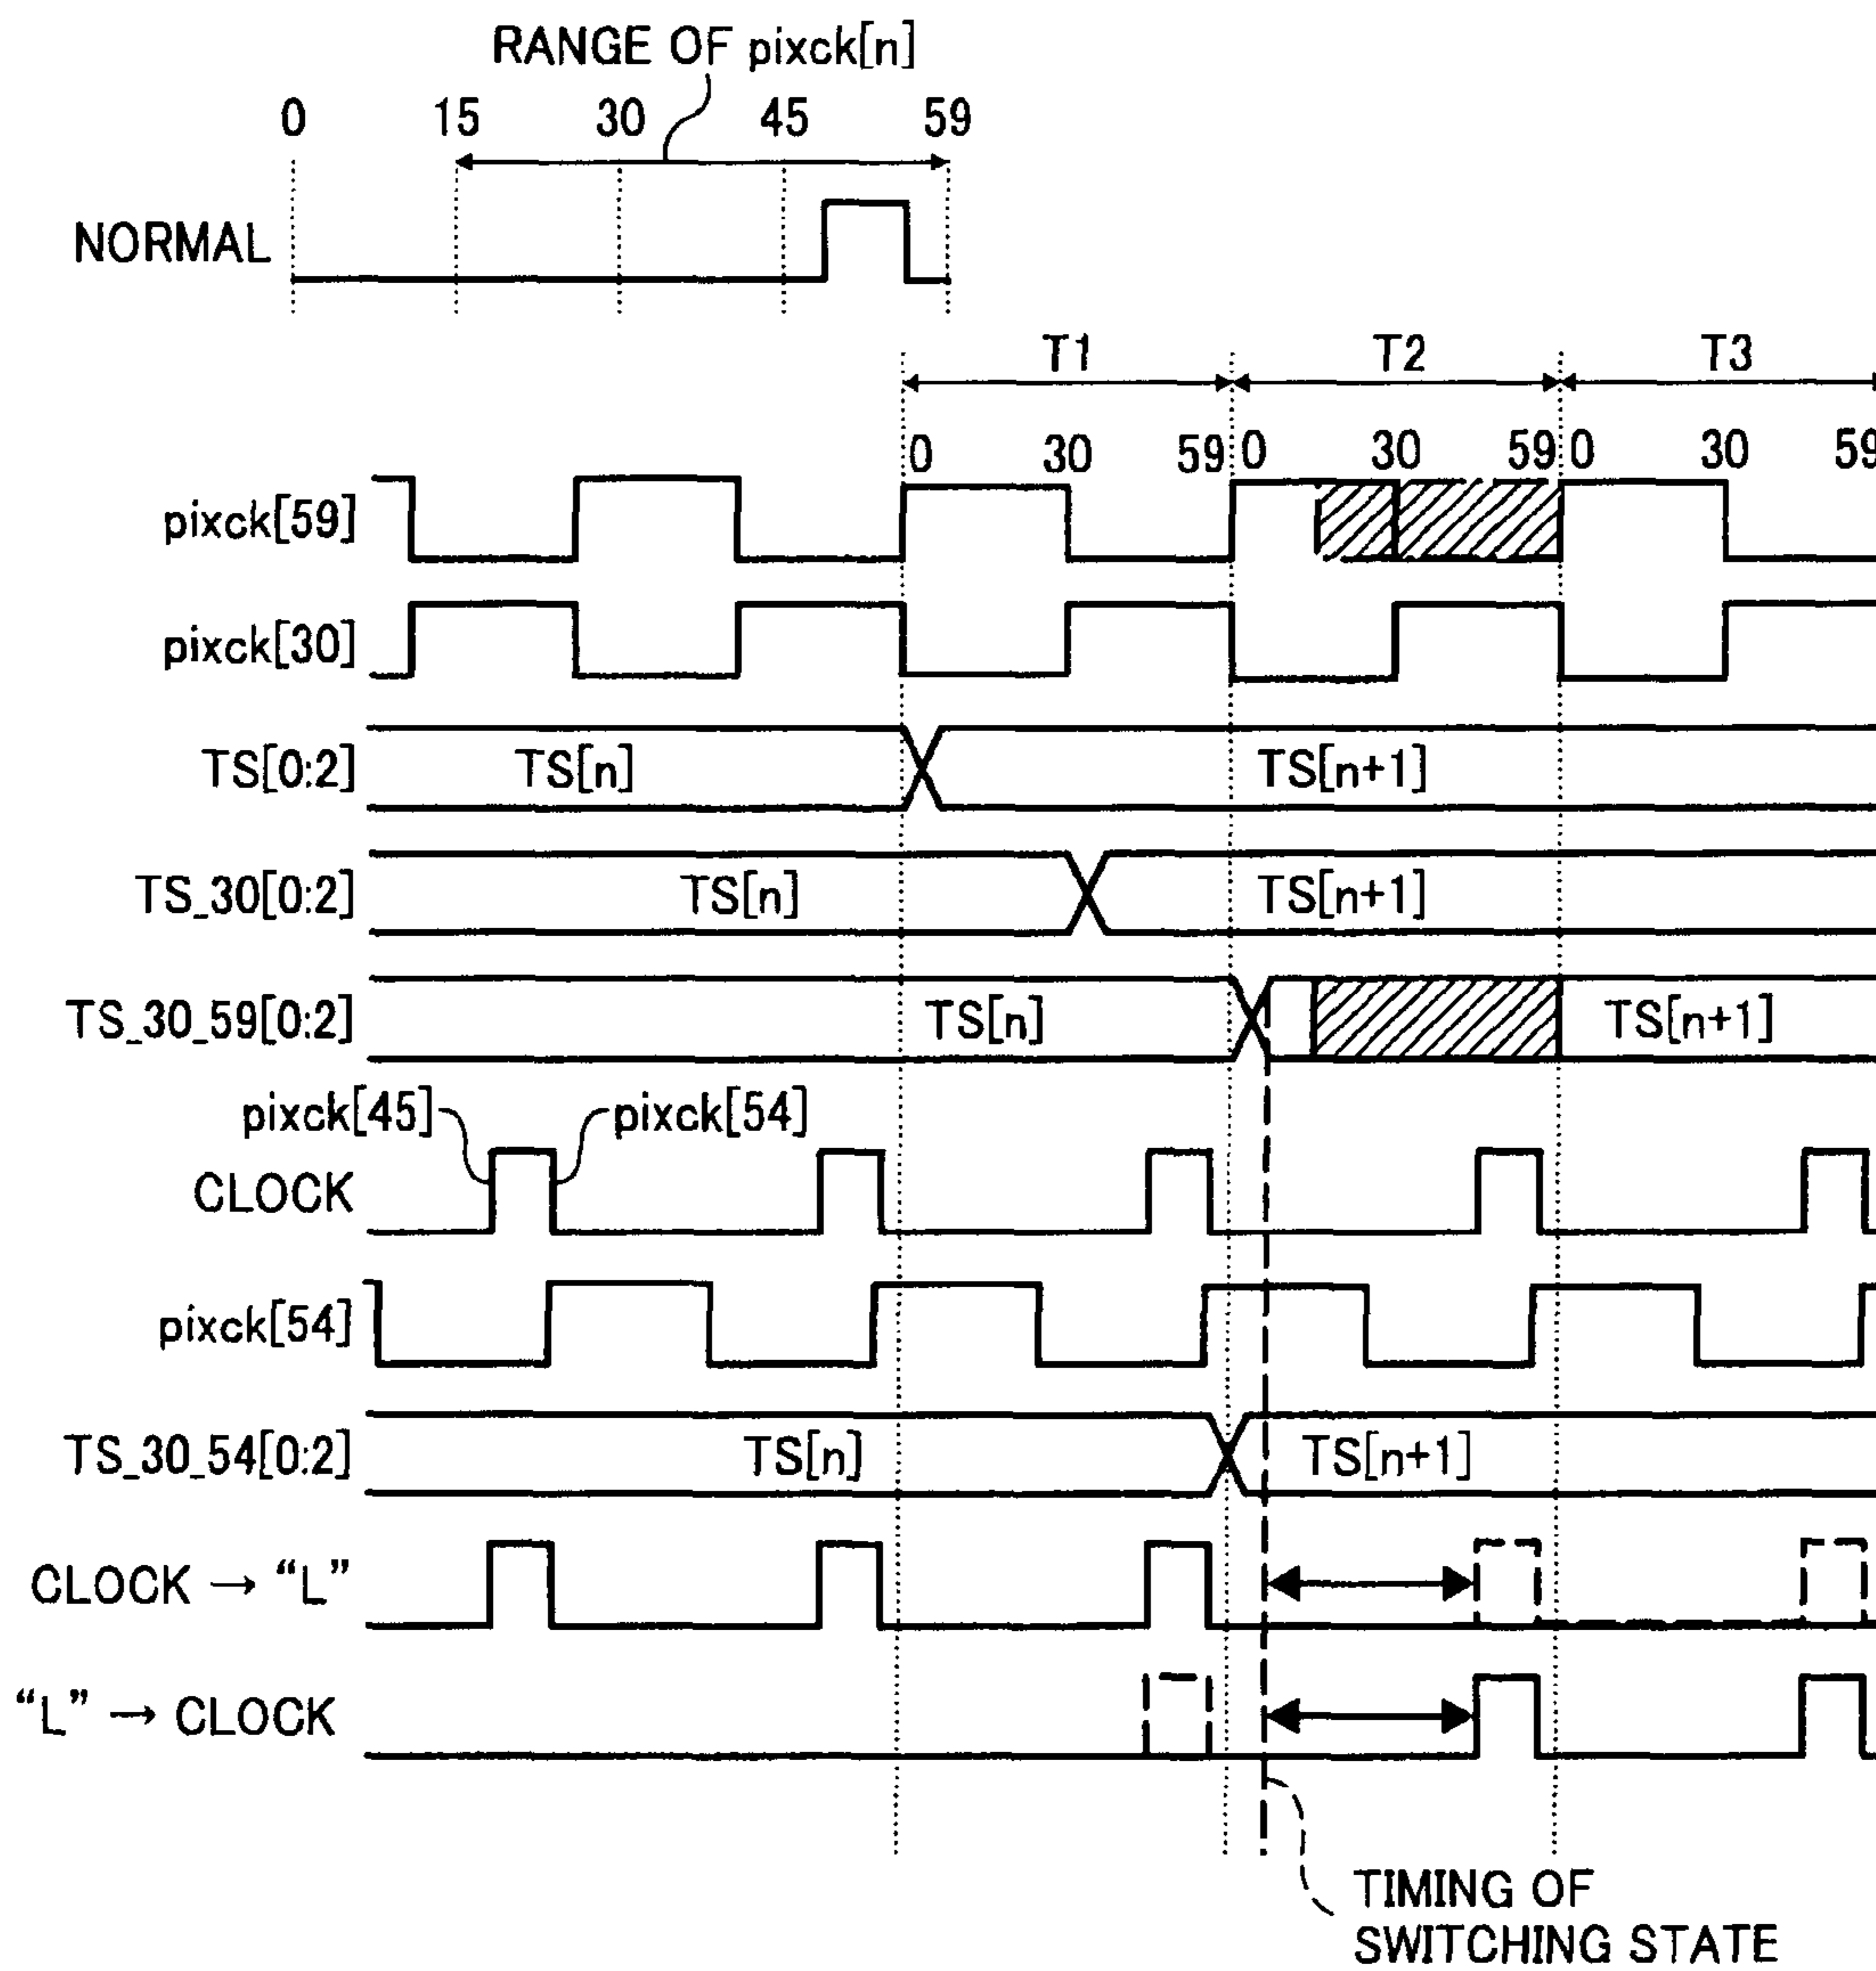 RANGE OF pixck[n]
0 15 30 45 59
NORMAL
T1 T2 T3
0 30 59 0 30 59 0 30 59
pixck[59]
pixck[30]
TS[0:2] TS[n] TS[n+1]
TS_30[0:2] TS[n] TS[n+1]
TS_30_59[0:2] TS[n] TS[n+1]
pixck[45] pixck[54]
CLOCK
pixck[54]
TS_30_54[0:2] TS[n] TS[n+1]
CLOCK → “L”
“L” → CLOCK
TIMING OF
SWITCHING STATE